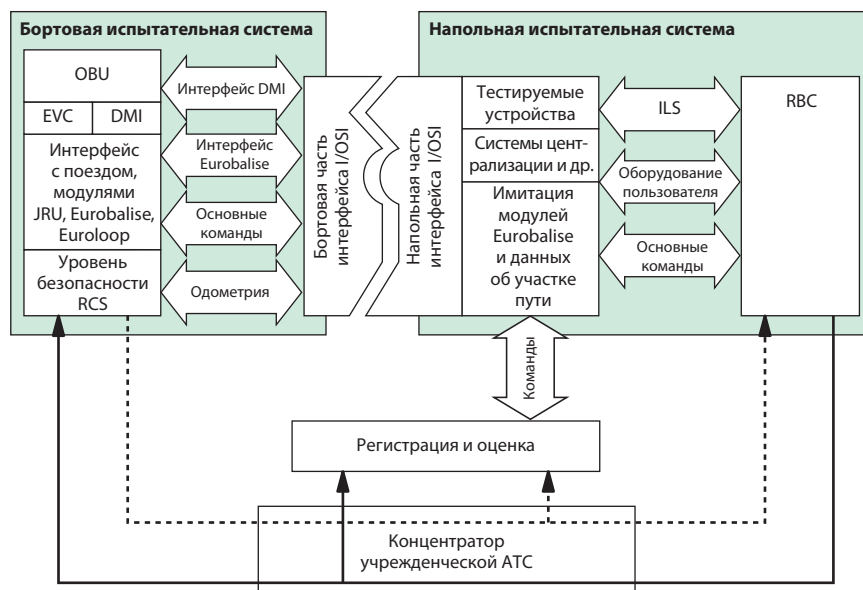 Бортовая испытательная система
OBU
EVC
DMI
Интерфейс
с поездом,
модулями
JRU, Eurobalise,
Euroloop
Уровень
безопасности
RCS
Интерфейс DMI
Интерфейс
Eurobalise
Основные
команды
Одометрия
Бортовая часть
интерфейса I/OSI
Напольная часть
интерфейса I/OSI
Напольная испытательная система
Тестируемые
устройства
Системы цент-
рализации и др.
Имитация
модулей
Eurobalise
и данных
об участке
пути
ILS
Оборудование
пользователя
Основные
команды
RBC
Команды
Регистрация и оценка
Концентратор
учрежденческой АТС